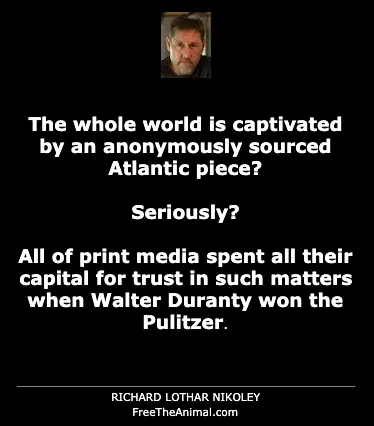 The whole world is captivated
by an anonymously sourced
Atlantic piece?
Seriously?
All of print media spent all their
capital for trust in such matters
when Walter Duranty won the
Pulitzer.
RICHARD LOTHAR NIKOLEY
FreeTheAnimal.com